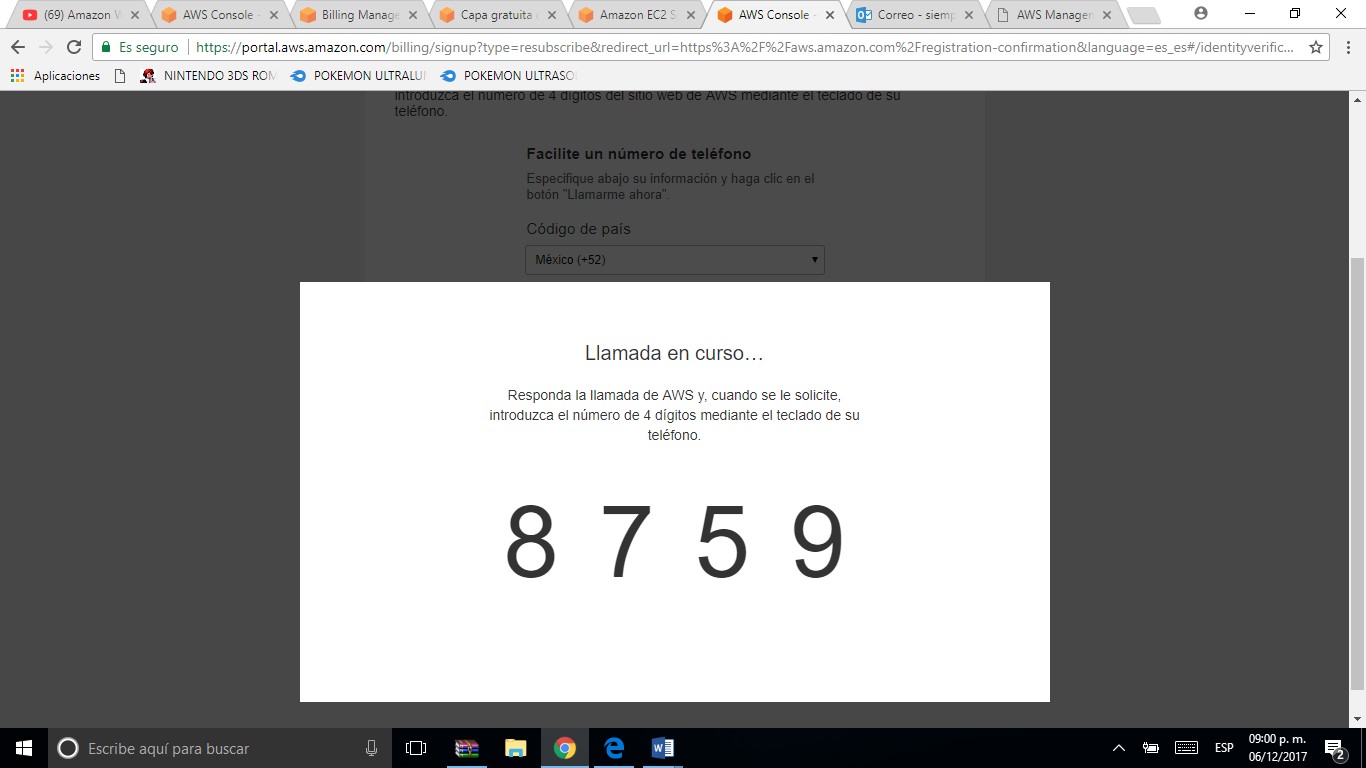 (69) Amazon W
AWS Console -
Billing Manage
Capa gratuita
Amazon EC2 S
AWS Console -
Correo - siemp
AWS Managem
Es seguro
https://portal.aws.amazon.com/billing/signup?type=resubscribe&redirect_url=https%3A%2F%2Faws.amazon.com%2Fregistration-confirmation&language=es_es#/identityverific...
Aplicaciones
NINTENDO 3DS ROM
POKEMON ULTRALU
POKEMON ULTRASO
introduzca el número de 4 dígitos del sitio web de AWS mediante el teclado de su
teléfono.
Facilite un número de teléfono
Especifique abajo su información y haga clic en el
botón "Llamarme ahora".
Código de país
México (+52)
Llamada en curso…
Responda la llamada de AWS y, cuando se le solicite,
introduzca el número de 4 dígitos mediante el teclado de su
teléfono.
8 7 5 9
Escribe aquí para buscar
ESP
09:00 p. m.
06/12/2017
2